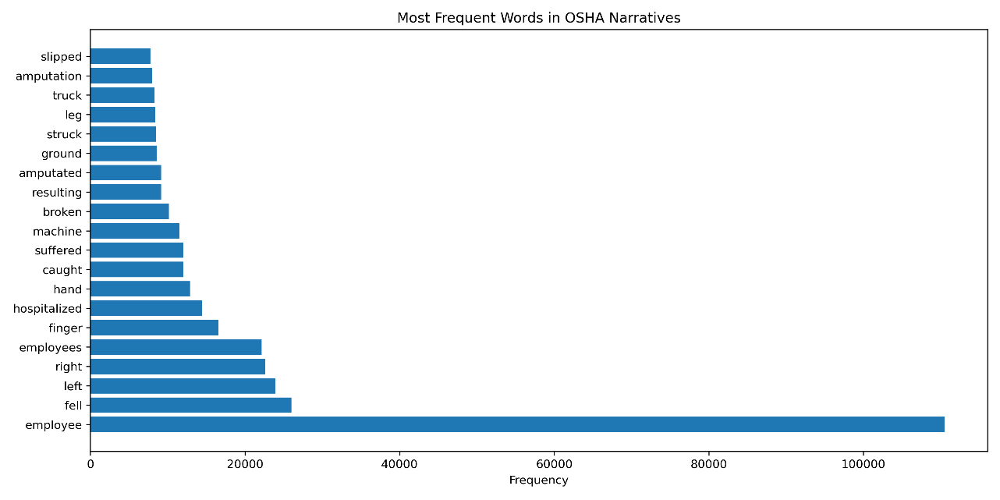 Most Frequent Words in OSHA Narratives
slipped
amputation
truck
leg
struck
ground
amputated
resulting
broken
machine
suffered
caught
hand
hospitalized
finger
employees
right
left
fell
employee
0 20000 40000 60000 80000 100000
Frequency